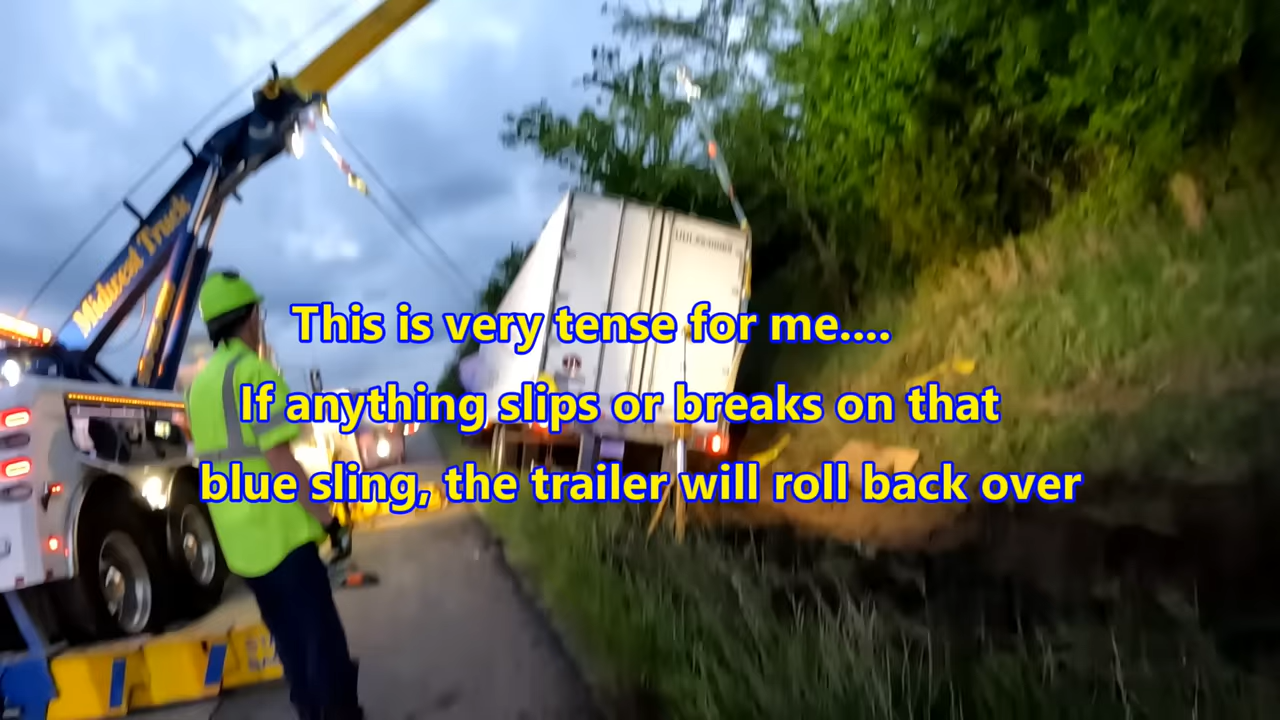 Midwest Truck
This is very tense for me....
If anything slips or breaks on that
blue sling, the trailer will roll back over